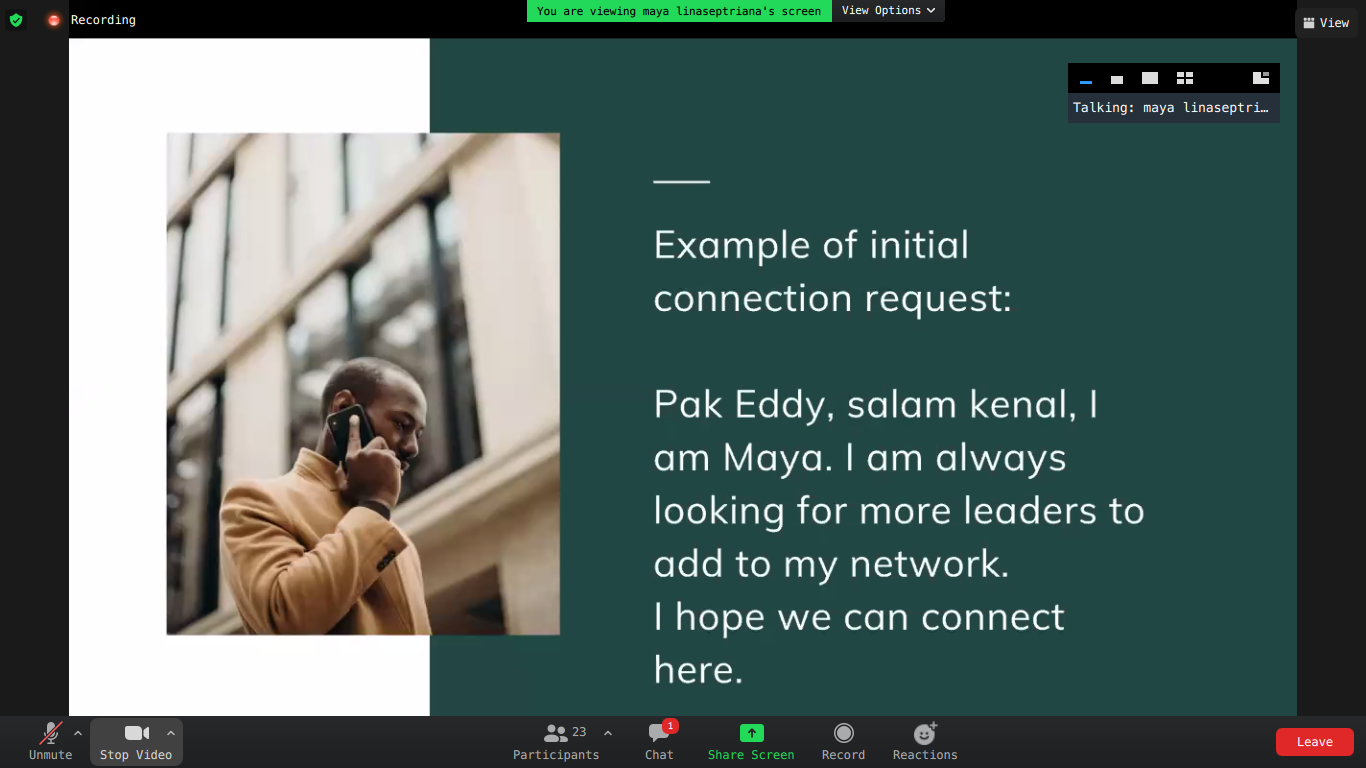 Recording
You are viewing maya linaseptriana's screen
View Options
View
Talking: maya linaseptri…
Example of initial
connection request:
Pak Eddy, salam kenal, I
am Maya. I am always
looking for more leaders to
add to my network.
I hope we can connect
here.
Unmute
Stop Video
23
Participants
1
Chat
Share Screen
Record
Reactions
Leave